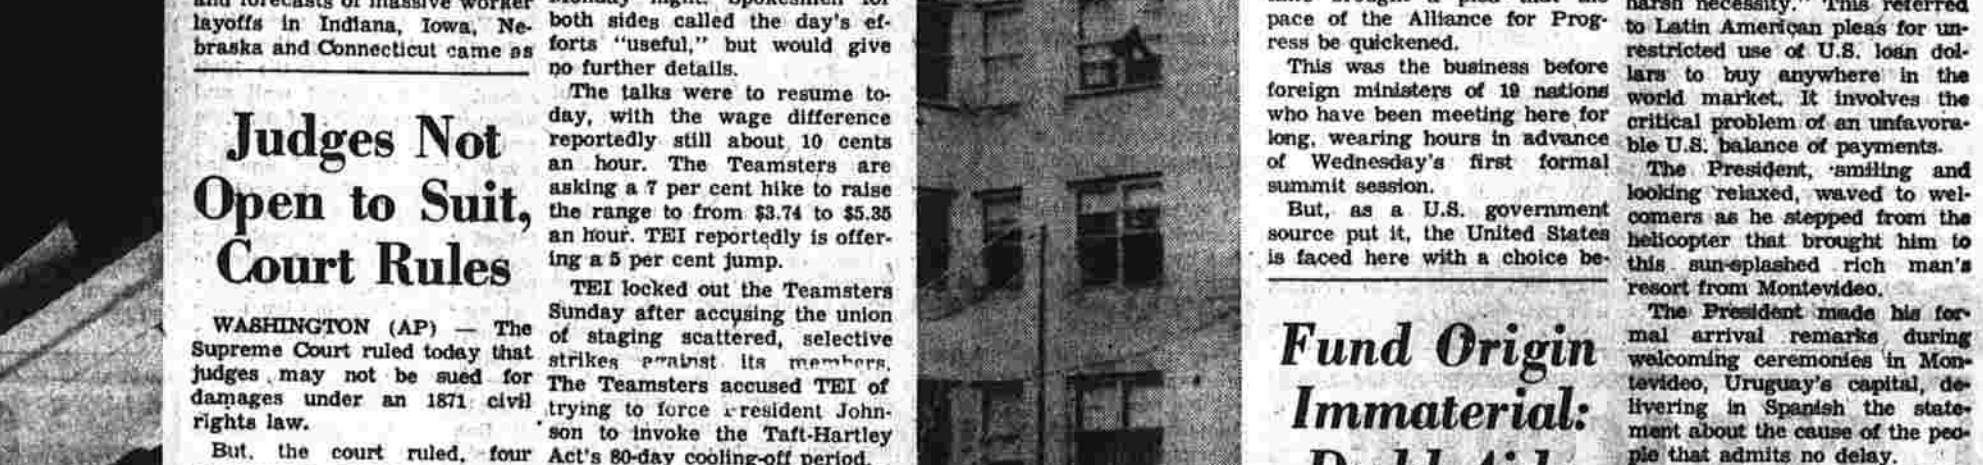 layoffs in Indiana, Iowa, Ne-
braska and Connecticut came as
Judges Not
Open to Suit,
Court Rules
WASHINGTON (AP) — The
Supreme Court ruled today that
judges may not be sued for
damages under an 1871 civil
rights law.
But, the court ruled, four
both sides called the day's ef-
forts "useful," but would give
no further details.
The talks were to resume to-
day, with the wage difference
reportedly still about 10 cents
an hour. The Teamsters are
asking a 7 per cent hike to raise
the range to from $3.74 to $5.35
an hour. TEI reportedly is offer-
ing a 5 per cent jump.
TEI locked out the Teamsters
Sunday after accusing the union
of staging scattered, selective
strikes against its members.
The Teamsters accused TEI of
trying to force President John-
son to invoke the Taft-Hartley
Act's 80-day cooling-off period.
pace of the Alliance for Prog-
ress be quickened.
This was the business before
foreign ministers of 19 nations
who have been meeting here for
long, wearing hours in advance
of Wednesday's first formal
summit session.
But, as a U.S. government
source put it, the United States
is faced here with a choice be-
Fund Origin
Immaterial:
harsh necessity." This referred
to Latin American pleas for un-
restricted use of U.S. loan dol-
lars to buy anywhere in the
world market. It involves the
critical problem of an unfavora-
ble U.S. balance of payments.
The President, smiling and
looking relaxed, waved to wel-
comers as he stepped from the
helicopter that brought him to
this sun-splashed rich man's
resort from Montevideo.
The President made his for-
mal arrival remarks during
welcoming ceremonies in Mon-
tevideo, Uruguay's capital, de-
livering in Spanish the state-
ment about the cause of the peo-
ple that admits no delay.